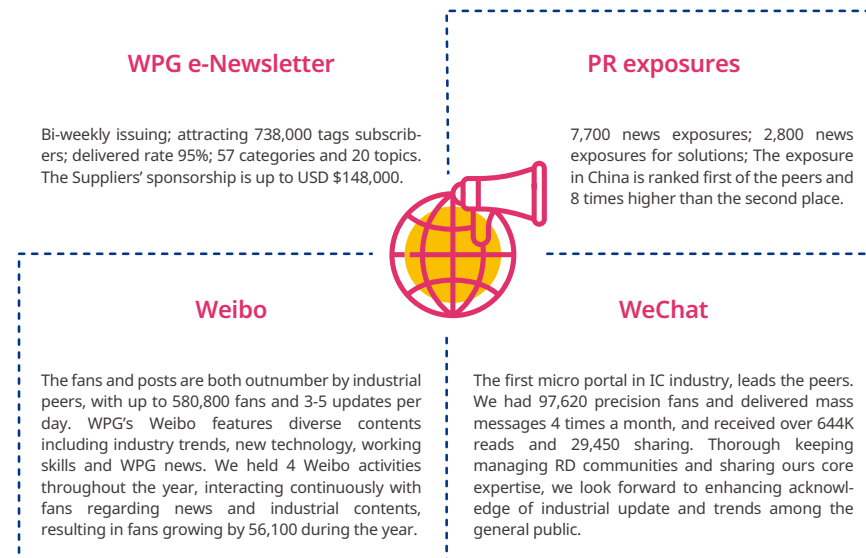 WPG e-Newsletter
Bi-weekly issuing; attracting 738,000 tags subscrib-
ers; delivered rate 95%; 57 categories and 20 topics.
The Suppliers’ sponsorship is up to USD $148,000.
PR exposures
7,700 news exposures; 2,800 news
exposures for solutions; The exposure
in China is ranked first of the peers and
8 times higher than the second place.
Weibo
The fans and posts are both outnumber by industrial
peers, with up to 580,800 fans and 3-5 updates per
day. WPG’s Weibo features diverse contents
including industry trends, new technology, working
skills and WPG news. We held 4 Weibo activities
throughout the year, interacting continuously with
fans regarding news and industrial contents,
resulting in fans growing by 56,100 during the year.
WeChat
The first micro portal in IC industry, leads the peers.
We had 97,620 precision fans and delivered mass
messages 4 times a month, and received over 644K
reads and 29,450 sharing. Thorough keeping
managing RD communities and sharing ours core
expertise, we look forward to enhancing acknowl-
edge of industrial update and trends among the
general public.